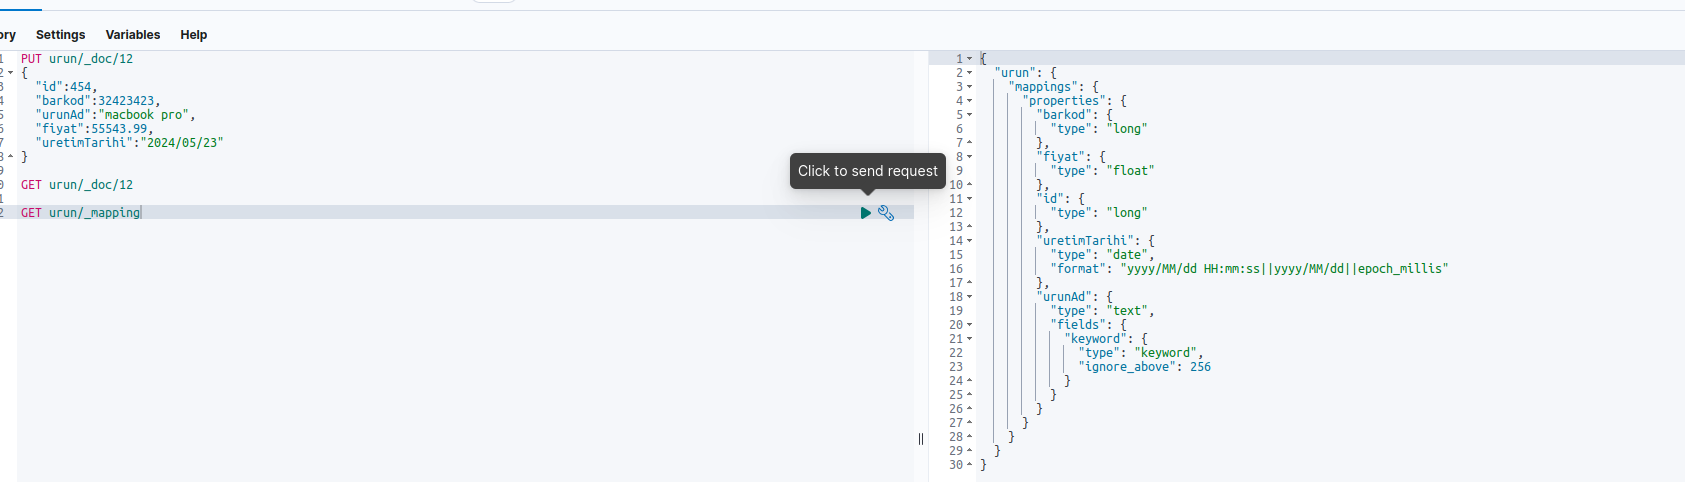 ory Settings Variables Help
1 PUT urun/_doc/12
2 {
3 "id":454,
4 "barkod":32423423,
5 "urunAd":"macbook pro",
6 "fiyat":55543.99,
7 "uretimTarihi":"2024/05/23"
8 }
9
0 GET urun/_doc/12
1
2 GET urun/_mapping
Click to send request
1 {
2 "urun": {
3 "mappings": {
4 "properties": {
5 "barkod": {
6 "type": "long"
7 },
8 "fiyat": {
9 "type": "float"
10 },
11 "id": {
12 "type": "long"
13 },
14 "uretimTarihi": {
15 "type": "date",
16 "format": "yyyy/MM/dd HH:mm:ss||yyyy/MM/dd||epoch_millis"
17 },
18 "urunAd": {
19 "type": "text",
20 "fields": {
21 "keyword": {
22 "type": "keyword",
23 "ignore_above": 256
24 }
25 }
26 }
27 }
28 }
29 }
30 }